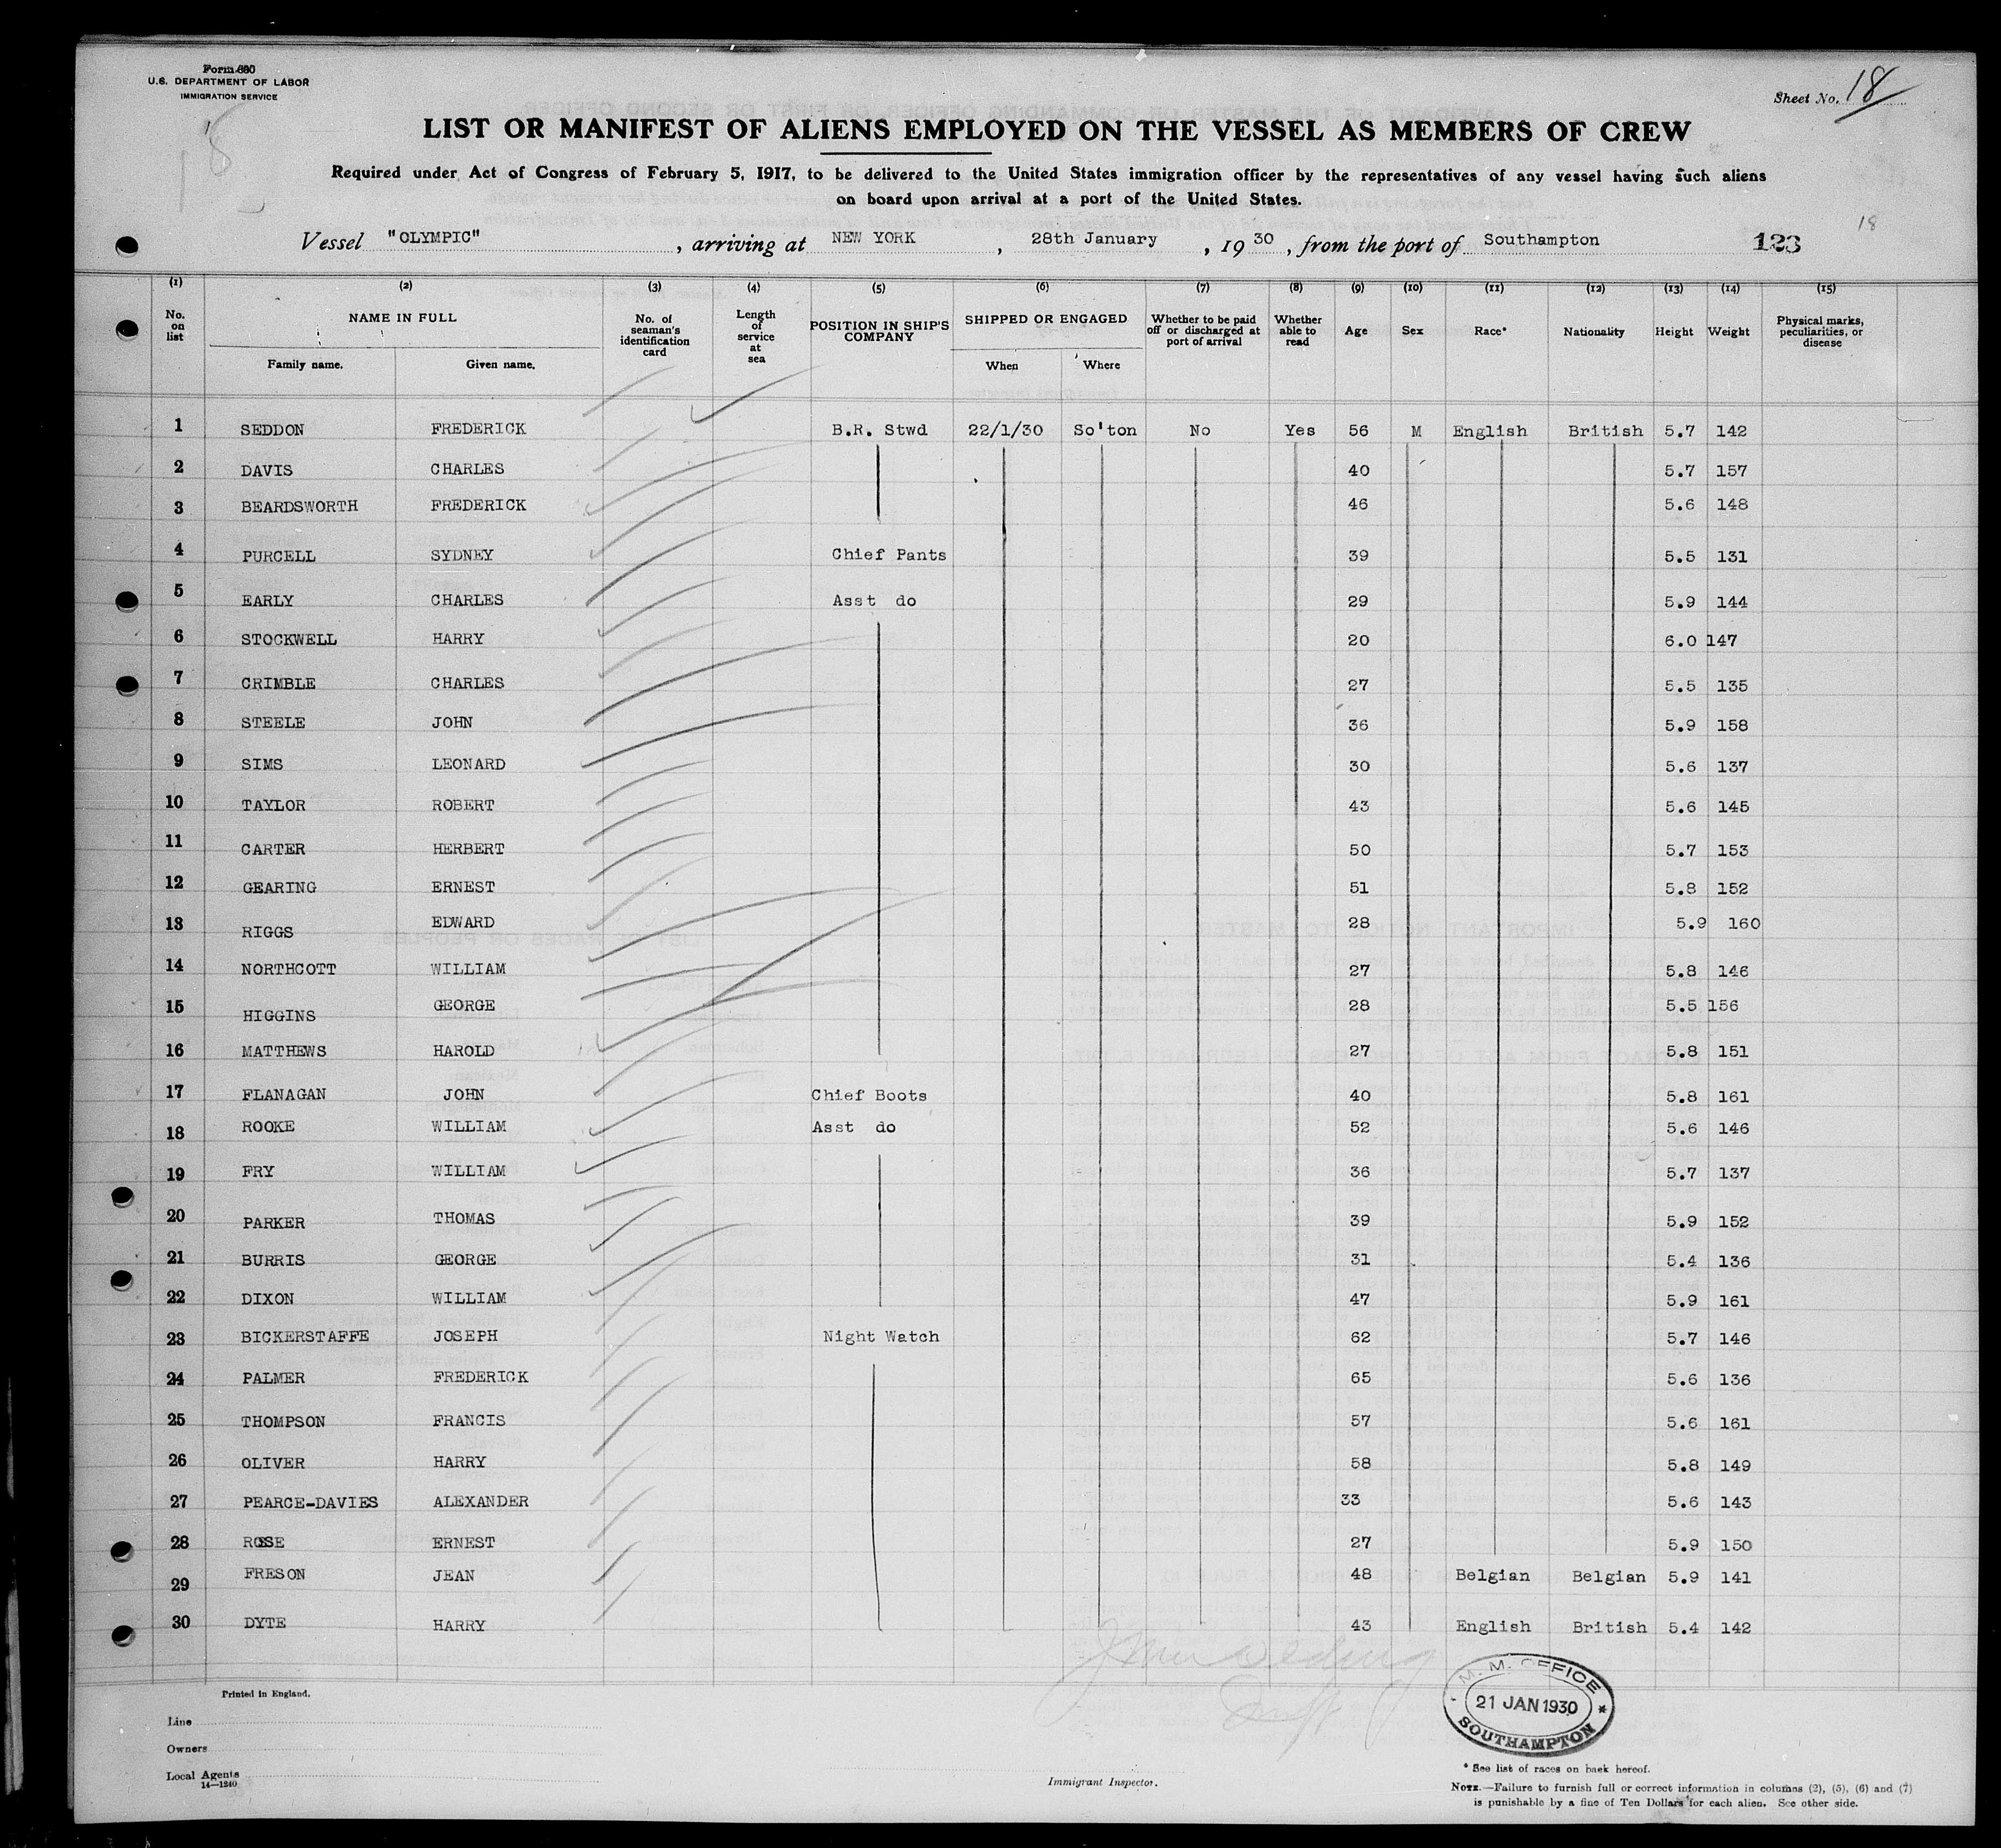 Form 680
U.S. DEPARTMENT OF LABOR
IMMIGRATION SERVICE
Sheet No. 18
LIST OR MANIFEST OF ALIENS EMPLOYED ON THE VESSEL AS MEMBERS OF CREW
Required under Act of Congress of February 5, 1917, to be delivered to the United States immigration officer by the representatives of any vessel having such aliens
on board upon arrival at a port of the United States.
18
Vessel "OLYMPIC", arriving at NEW YORK, 28th January, 19 30, from the port of Southampton 123
(1) (2) (3) (4) (5) (6) (7) (8) (9) (10) (11) (12) (13) (14) (15)
No. on list NAME IN FULL Family name. Given name. No. of seaman's identification card Length of service at sea POSITION IN SHIP'S COMPANY SHIPPED OR ENGAGED When Where Whether to be paid off or discharged at port of arrival Whether able to read Age Sex Race* Nationality Height Weight Physical marks, peculiarities, or disease
1 SEDDON FREDERICK B.R. Stwd 22/1/30 So'ton No Yes 56 M English British 5.7 142
2 DAVIS CHARLES 40 5.7 157
3 BEARDSWORTH FREDERICK 46 5.6 148
4 PURCELL SYDNEY Chief Pants 39 5.5 131
5 EARLY CHARLES Asst do 29 5.9 144
6 STOCKWELL HARRY 20 6.0 147
7 CRIMBLE CHARLES 27 5.5 135
8 STEELE JOHN 36 5.9 158
9 SIMS LEONARD 30 5.6 137
10 TAYLOR ROBERT 43 5.6 145
11 CARTER HERBERT 50 5.7 153
12 GEARING ERNEST 51 5.8 152
13 RIGGS EDWARD 28 5.9 160
14 NORTHCOTT WILLIAM 27 5.8 146
15 HIGGINS GEORGE 28 5.5 156
16 MATTHEWS HAROLD 27 5.8 151
17 FLANAGAN JOHN Chief Boots 40 5.8 161
18 ROOKE WILLIAM Asst do 52 5.6 146
19 FRY WILLIAM 36 5.7 137
20 PARKER THOMAS 39 5.9 152
21 BURRIS GEORGE 31 5.4 136
22 DIXON WILLIAM 47 5.9 161
23 BICKERSTAFFE JOSEPH Night Watch 62 5.7 146
24 PALMER FREDERICK 65 5.6 136
25 THOMPSON FRANCIS 57 5.6 161
26 OLIVER HARRY 58 5.8 149
27 PEARCE-DAVIES ALEXANDER 33 5.6 143
28 ROSE ERNEST 27 5.9 150
29 FRESON JEAN 48 Belgian Belgian 5.9 141
30 DYTE HARRY 43 English British 5.4 142
Printed in England.
Line
Owners
Local Agents
14—1240
Immigrant Inspector.
M. M. OFFICE
21 JAN 1930
SOUTHAMPTON
* See list of races on back hereof.
NOTE.—Failure to furnish full or correct information in columns (2), (5), (6) and (7)
is punishable by a fine of Ten Dollars for each alien. See other side.